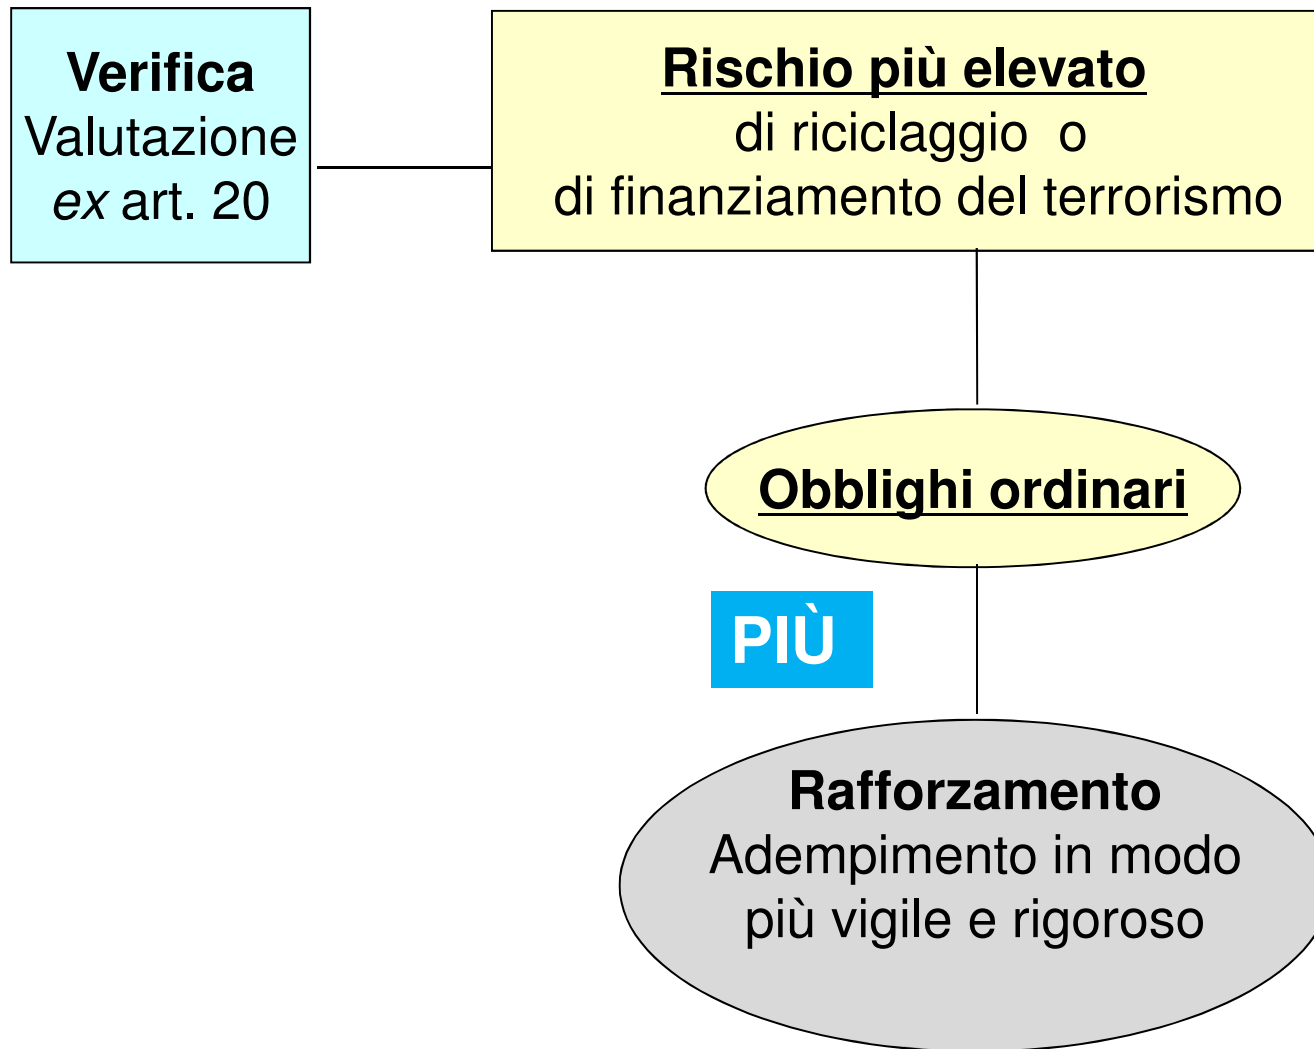 Verifica
Valutazione
ex art. 20
Rischio più elevato
di riciclaggio o
di finanziamento del terrorismo
Obblighi ordinari
PIÙ
Rafforzamento
Adempimento in modo
più vigile e rigoroso